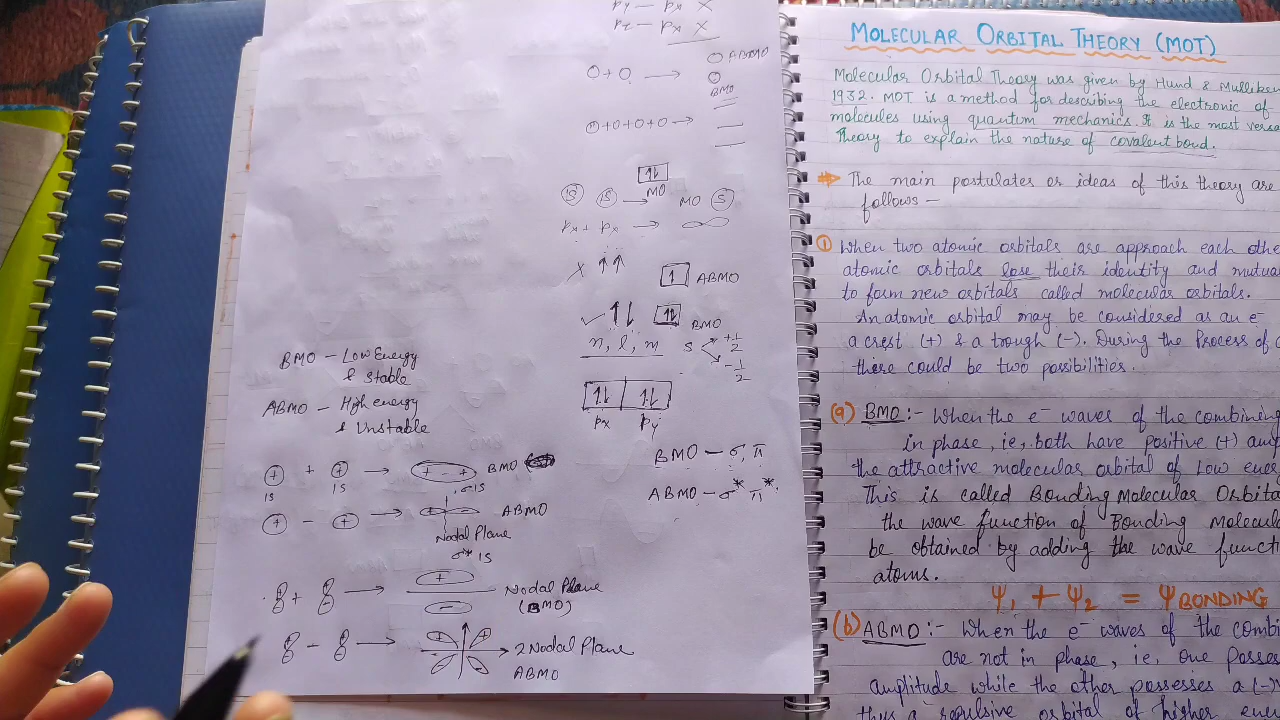 Py — Px X
Pz — Px X
O + O → O ABMO
O
BMO
O+O+O+O →
↑↓
MO
S S → MO S
Px + Px →
X ↑↑ ↑ ABMO
✓ ↑↓ ↑↓ BMO
n, l, m s < +1/2
-1/2
↑↓ ↑↓
Px Py
BMO — σ, π
ABMO — σ* π*
BMO — Low Energy
& Stable
ABMO — High energy
& Unstable
+ + + → + - BMO
1S 1S σ1S
+ - + → ABMO
Nodal Plane
σ* 1S
+ → + Nodal Plane
- (BMO)
- → 2 Nodal Plane
ABMO
MOLECULAR ORBITAL THEORY (MOT)
Molecular Orbital Theory was given by Hund & Mullike
1932. MOT is a method for describing the electronic of
molecules using quantum mechanics. It is the most vers
Theory to explain the nature of covalent bond.
The main postulates or ideas of this theory are
follows —
① When two atomic orbitals are approach each othe
atomic orbitals lose their identity and mutua
to form new orbitals called molecular orbitals.
An atomic orbital may be considered as an e-
a crest (+) & a trough (-). During the Process of
there could be two possibilities.
(a) BMO :- When the e- waves of the combining
in phase, ie, both have positive (+) amp
the attractive molecular orbital of Low ener
This is called Bonding Molecular Orbita
the wave function of Bonding Molecul
be obtained by adding the wave functi
atoms.
Ψ1 + Ψ2 = Ψ BONDING
(b) ABMO :- When the e- waves of the combi
are not in phase, i.e, one posses
amplitude while the other possesses a (-)
thus a repulsive orbital of higher